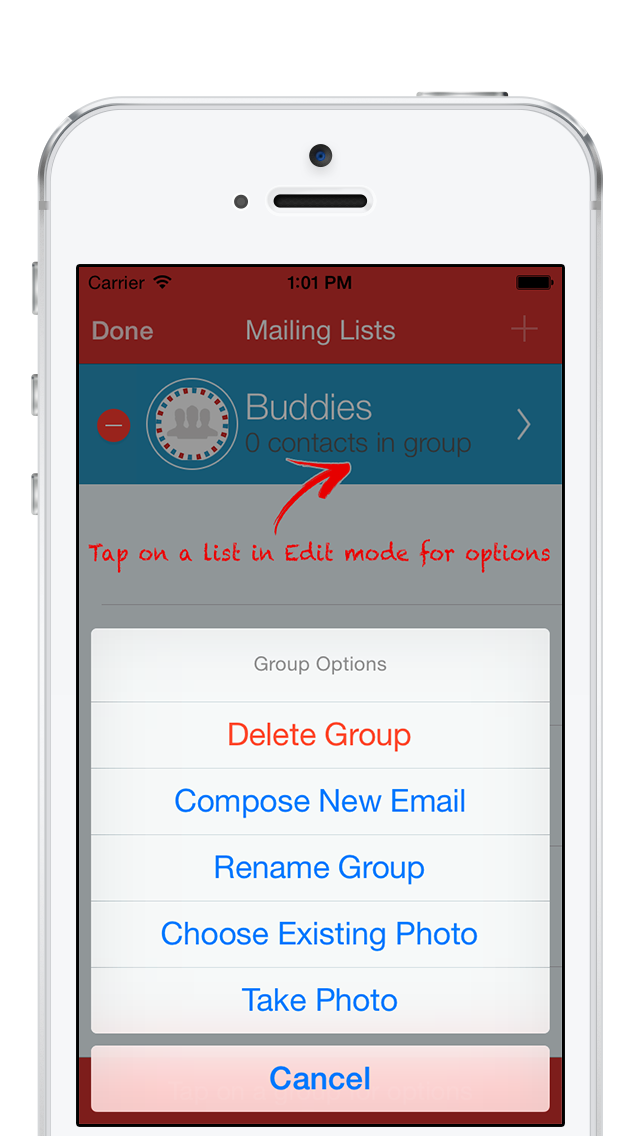 Carrier 1:01 PM
Done Mailing Lists
Buddies
0 contacts in group
Tap on a list in Edit mode for options
Group Options
Delete Group
Compose New Email
Rename Group
Choose Existing Photo
Take Photo
Cancel